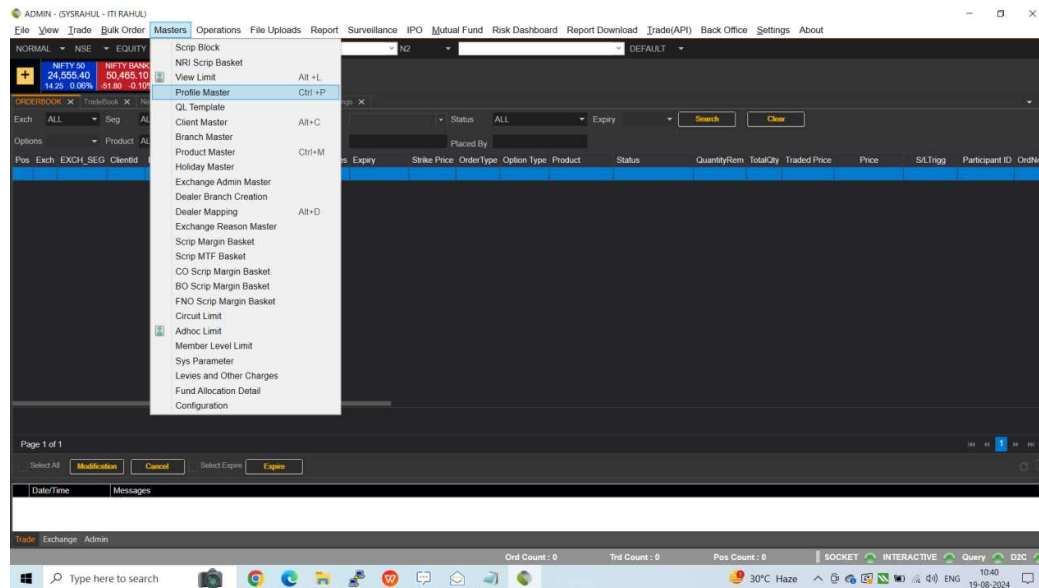 ADMIN - (SYSRAHUL - ITI RAHUL)
File View Trade Bulk Order Masters Operations File Uploads Report Surveillance IPO Mutual Fund Risk Dashboard Report Download Trade(API) Back Office Settings About
NORMAL NSE EQUITY N2 DEFAULT
NIFTY 50 NIFTY BANK
24,555.40 50,465.10
14.25 0.06% -51.80 -0.10%
ORDERBOOK TradeBook
Exch ALL Seg Status ALL Expiry Search Clear
Options Product Placed By
Pos Exch EXCH_SEG ClientId Expiry Strike Price OrderType Option Type Product Status QuantityRem TotalQty Traded Price Price S/LTrigg Participant ID
Scrip Block
NRI Scrip Basket
View Limit Alt +L
Profile Master Ctrl +P
QL Template
Client Master Alt+C
Branch Master
Product Master Ctrl+M
Holiday Master
Exchange Admin Master
Dealer Branch Creation
Dealer Mapping Alt+D
Exchange Reason Master
Scrip Margin Basket
Scrip MTF Basket
CO Scrip Margin Basket
BO Scrip Margin Basket
FNO Scrip Margin Basket
Circuit Limit
Adhoc Limit
Member Level Limit
Sys Parameter
Levies and Other Charges
Fund Allocation Detail
Configuration
Page 1 of 1 1
Select All Modification Cancel Select Expire Expire
Date/Time Messages
Trade Exchange Admin
Ord Count : 0 Trd Count : 0 Pos Count : 0 SOCKET INTERACTIVE Query D2C
Type here to search 30°C Haze ENG 10:40
19-08-2024